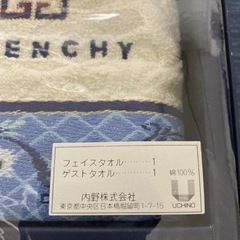 ENCHY
フェイスタオル………1
ゲストタオル…………1
綿100%
内野株式会社
東京都中央区日本橋堀留町1-7-15
UCHINO